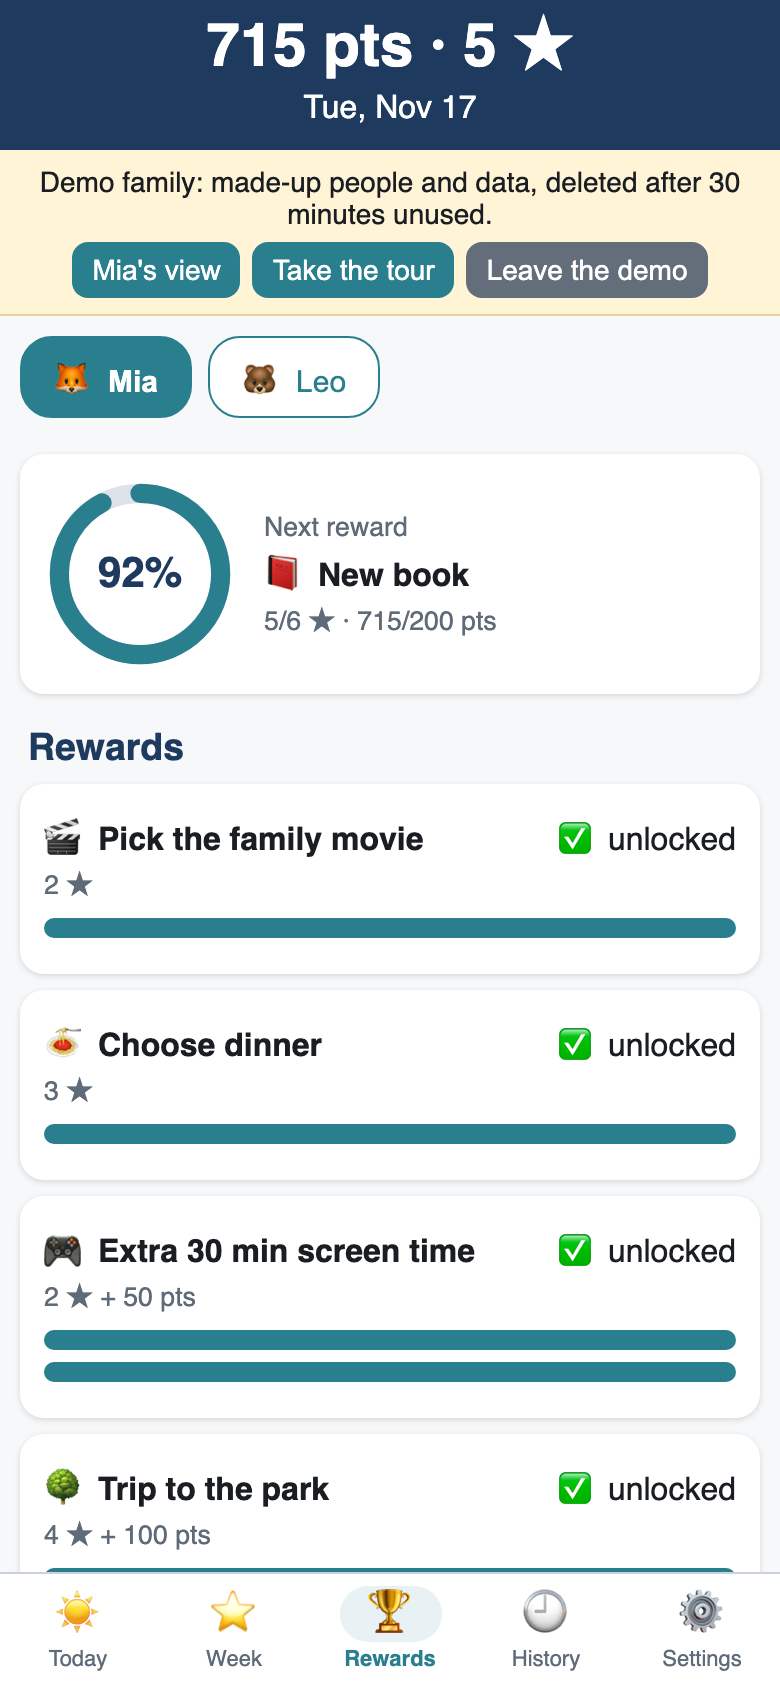 715 pts · 5 ★
Tue, Nov 17
Demo family: made-up people and data, deleted after 30
minutes unused.
Mia's view
Take the tour
Leave the demo
Mia
Leo
92%
Next reward
New book
5/6 ★ · 715/200 pts
Rewards
Pick the family movie
unlocked
2 ★
Choose dinner
unlocked
3 ★
Extra 30 min screen time
unlocked
2 ★ + 50 pts
Trip to the park
unlocked
4 ★ + 100 pts
Today
Week
Rewards
History
Settings